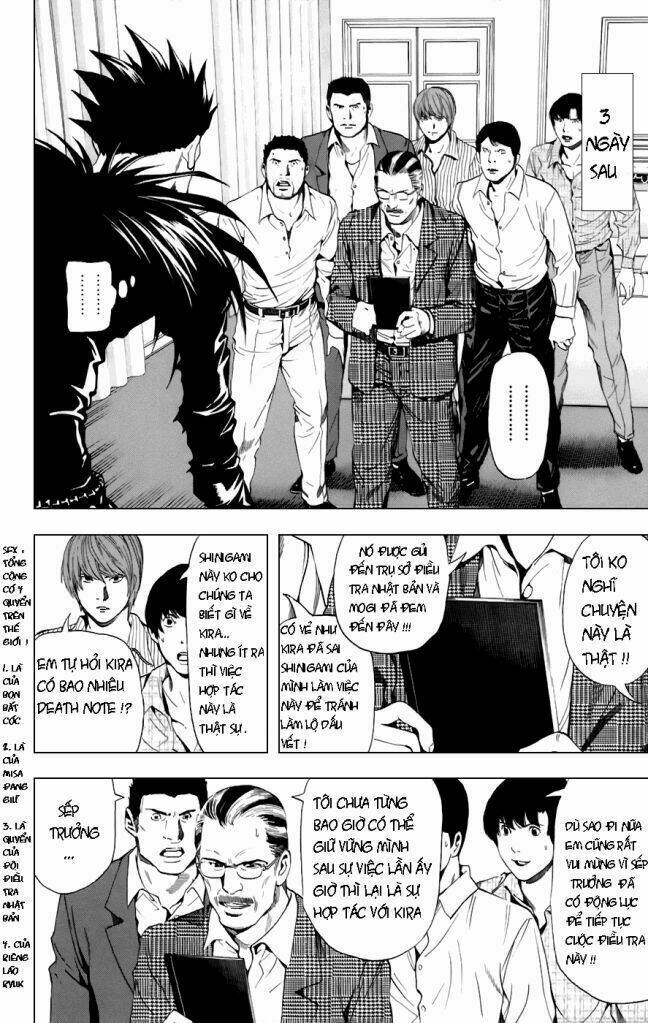 3
NGÀY
SAU
..........
..........
TÔI KO
NGHĨ
CHUYỆN
NÀY LÀ
THẬT !!
NÓ ĐƯỢC GỬI
ĐẾN TRỤ SỞ ĐIỀU
TRA NHẬT BẢN VÀ
MOGI ĐÃ ĐEM
ĐẾN ĐÂY !!!
CÓ VẺ NHƯ
KIRA ĐÃ SAI
SHINIGAMI CỦA
MÌNH LÀM VIỆC
NÀY ĐỂ TRÁNH
LÀM LỘ DẤU
VẾT !
SHINIGAMI
NÀY KO CHO
CHÚNG TA
BIẾT GÌ VỀ
KIRA...
NHƯNG ÍT RA
THÌ VIỆC
HỢP TÁC
NÀY LÀ
THẬT SỰ .
EM TỰ HỎI KIRA
CÓ BAO NHIÊU
DEATH NOTE !?
SFX :
TỔNG
CỘNG
CÓ 4
QUYỂN
TRÊN
THẾ
GIỚI !
1. LÀ
CỦA
BỌN
BẮT
CÓC
2. LÀ
CỦA
MISA
ĐANG
GIỮ
3. LÀ
QUYỂN
CỦA
ĐỘI
ĐIỀU
TRA
NHẬT
BẢN
4. CỦA
RIÊNG
LÃO
RYUK
DÙ SAO ĐI NỮA
EM CŨNG RẤT
VUI MỪNG VÌ SẾP
TRƯỞNG ĐÃ
CÓ ĐỘNG LỰC
ĐỂ TIẾP TỤC
CUỘC ĐIỀU TRA
NÀY !!
TÔI CHƯA TỪNG
BAO GIỜ CÓ THỂ
GIỮ VỮNG MÌNH
SAU SỰ VIỆC LẦN ẤY
GIỜ THÌ LẠI LÀ SỰ
HỢP TÁC VỚI KIRA
SẾP
TRƯỞNG
...